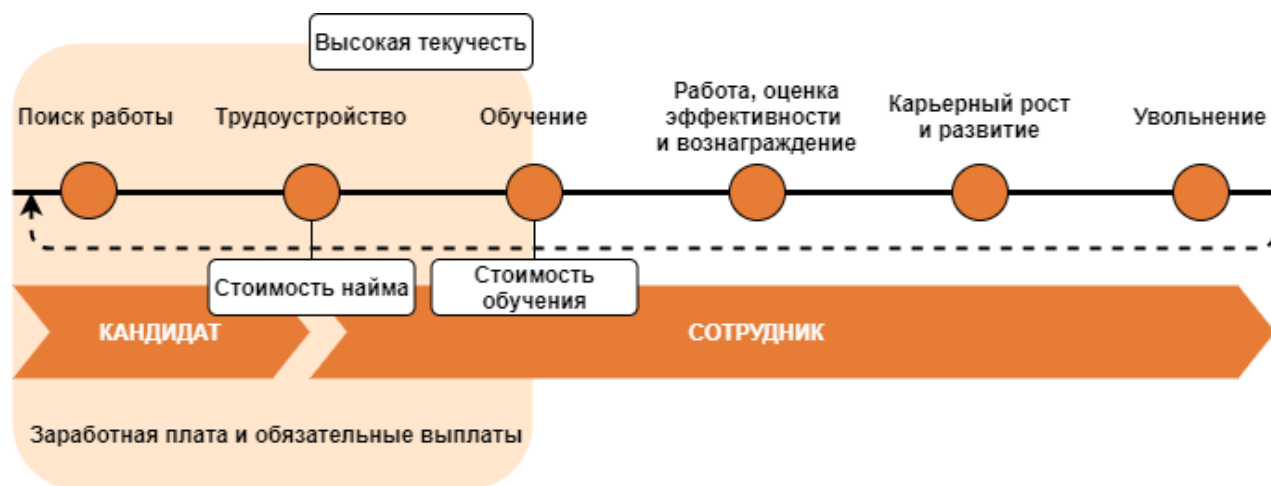 Высокая текучесть
Поиск работы
Трудоустройство
Обучение
Работа, оценка
эффективности
и вознаграждение
Карьерный рост
и развитие
Увольнение
Стоимость найма
Стоимость
обучения
КАНДИДАТ
СОТРУДНИК
Заработная плата и обязательные выплаты